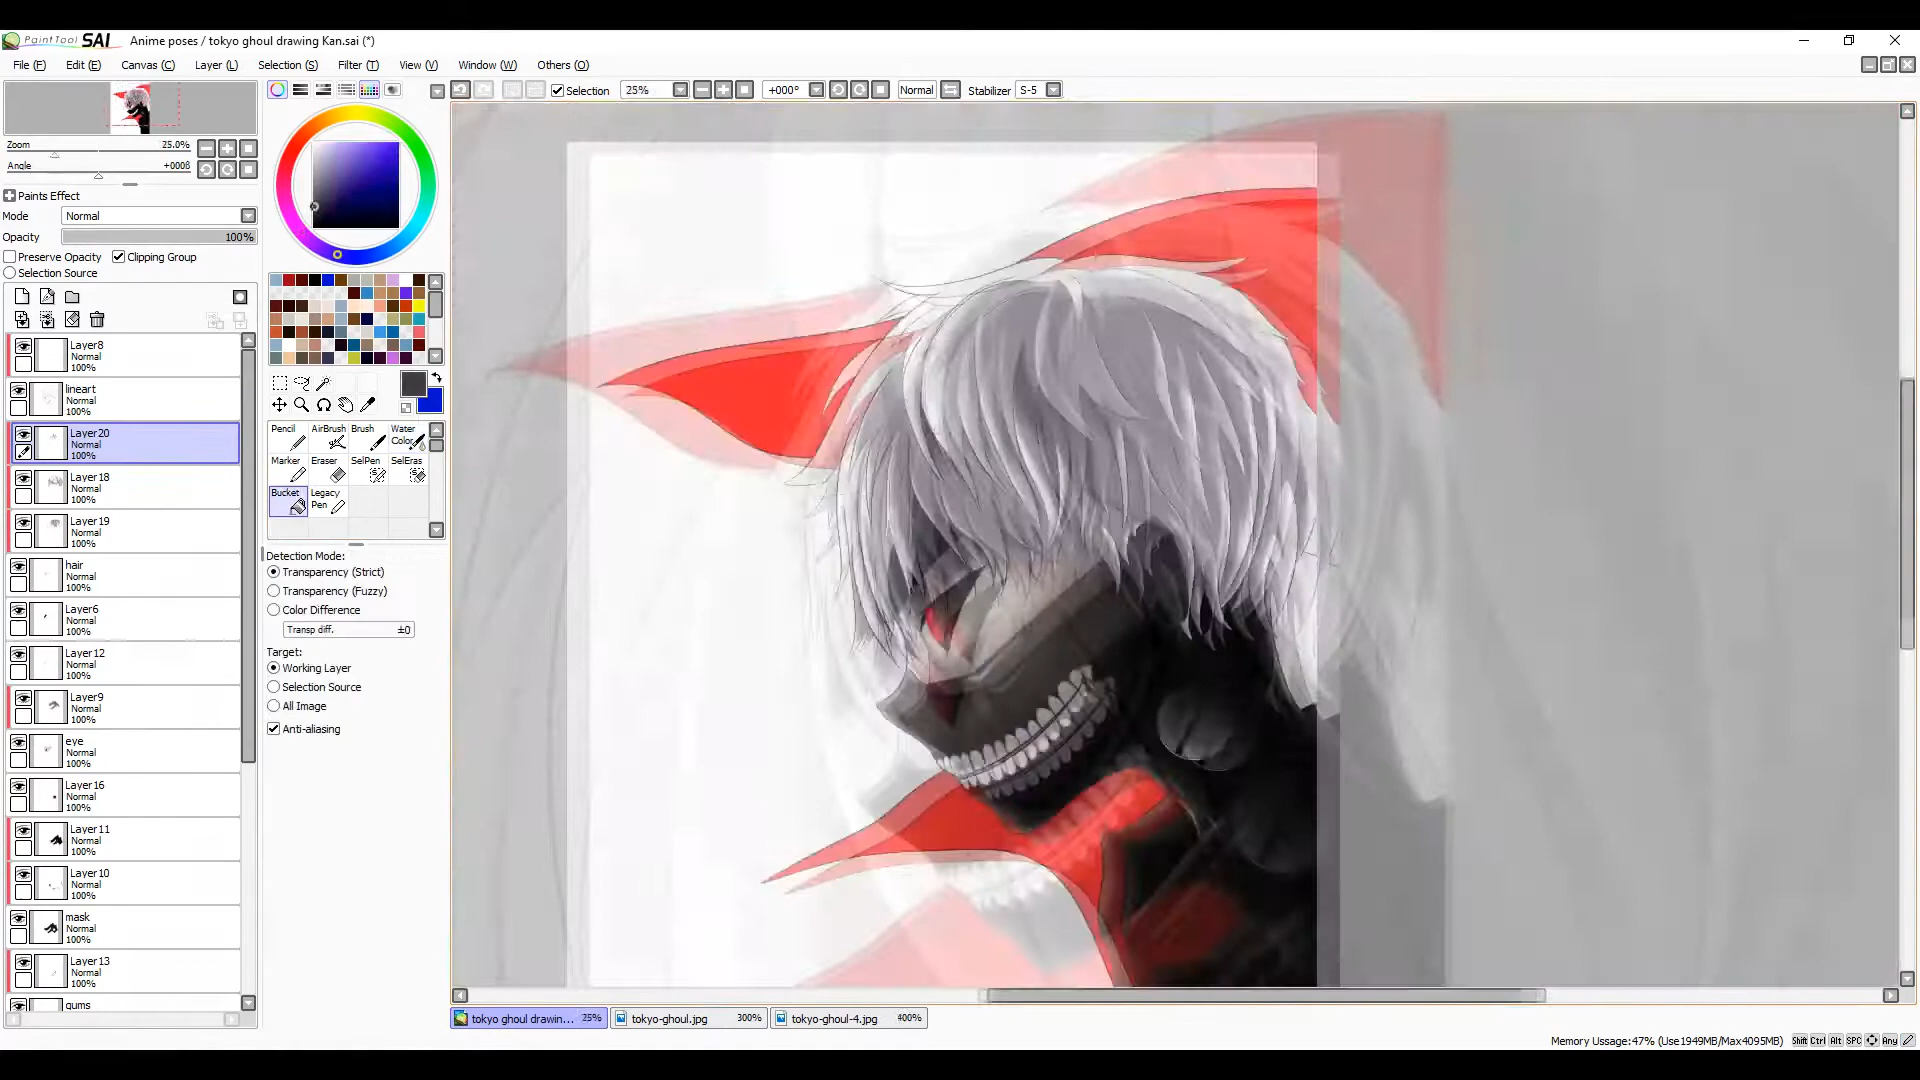 PaintTool SAI Anime poses / tokyo ghoul drawing Kan.sai (*)
File (F) Edit (E) Canvas (C) Layer (L) Selection (S) Filter (T) View (V) Window (W) Others (O)
Selection 25% +000° Normal Stabilizer S-5
Zoom 25.0%
Angle +000ß
Paints Effect
Mode Normal
Opacity 100%
Preserve Opacity Clipping Group
Selection Source
Layer8
Normal
100%
lineart
Normal
100%
Layer20
Normal
100%
Layer18
Normal
100%
Layer19
Normal
100%
hair
Normal
100%
Layer6
Normal
100%
Layer12
Normal
100%
Layer9
Normal
100%
eye
Normal
100%
Layer16
Normal
100%
Layer11
Normal
100%
Layer10
Normal
100%
mask
Normal
100%
Layer13
Normal
100%
gums
Pencil AirBrush Brush Water Color
Marker Eraser SelPen SelEras
Bucket Legacy Pen
Detection Mode:
Transparency (Strict)
Transparency (Fuzzy)
Color Difference
Transp diff. ±0
Target:
Working Layer
Selection Source
All Image
Anti-aliasing
tokyo ghoul drawin... 25% tokyo-ghoul.jpg 300% tokyo-ghoul-4.jpg 400%
Memory Ussage:47% (Use1949MB/Max4095MB) Shift Ctrl Alt SPC Any